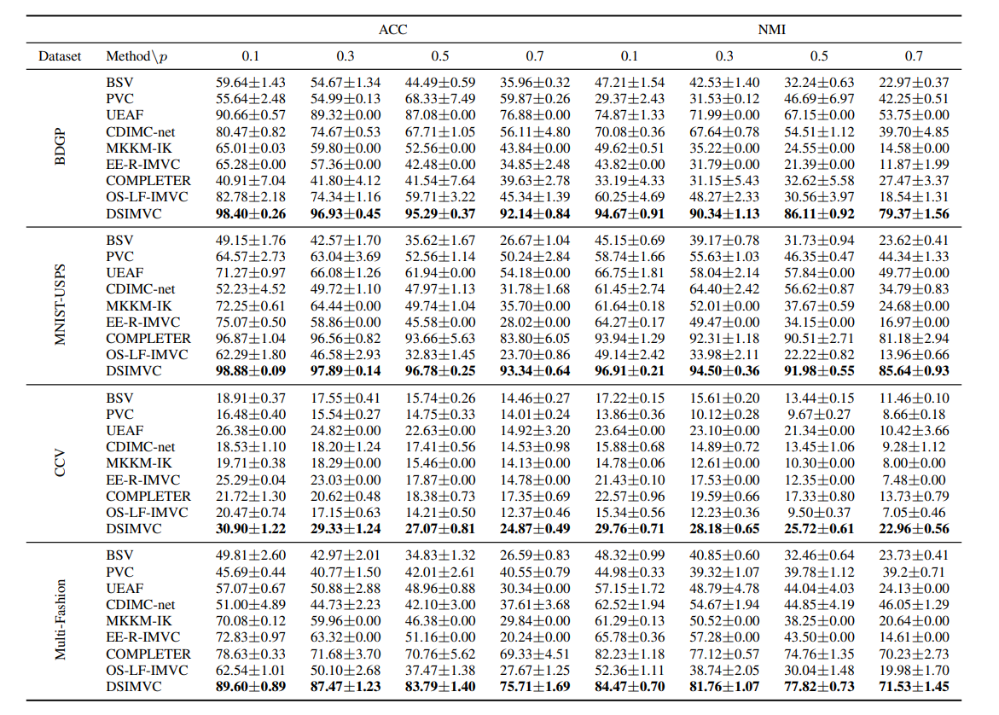 ACC NMI
Dataset Method\p 0.1 0.3 0.5 0.7 0.1 0.3 0.5 0.7
BDGP
BSV 59.64±1.43 54.67±1.34 44.49±0.59 35.96±0.32 47.21±1.54 42.53±1.40 32.24±0.63 22.97±0.37
PVC 55.64±2.48 54.99±0.13 68.33±7.49 59.87±0.26 29.37±2.43 31.53±0.12 46.69±6.97 42.25±0.51
UEAF 90.66±0.57 89.32±0.00 87.08±0.00 76.88±0.00 74.87±1.33 71.99±0.00 67.15±0.00 53.75±0.00
CDIMC-net 80.47±0.82 74.67±0.53 67.71±1.05 56.11±4.80 70.08±0.36 67.64±0.78 54.51±1.12 39.70±4.85
MKKM-IK 65.01±0.03 59.80±0.00 52.56±0.00 43.84±0.00 49.62±0.51 35.22±0.00 24.55±0.00 14.58±0.00
EE-R-IMVC 65.28±0.00 57.36±0.00 42.48±0.00 34.85±2.48 43.82±0.00 31.79±0.00 21.39±0.00 11.87±1.99
COMPLETER 40.91±7.04 41.80±4.12 41.54±7.64 39.63±2.78 33.19±4.33 31.15±5.43 32.62±5.58 27.47±3.37
OS-LF-IMVC 82.78±2.18 74.34±1.16 59.71±3.22 45.34±1.39 60.25±4.69 48.27±2.33 30.56±3.97 18.54±1.31
DSIMVC 98.40±0.26 96.93±0.45 95.29±0.37 92.14±0.84 94.67±0.91 90.34±1.13 86.11±0.92 79.37±1.56
MNIST-USPS
BSV 49.15±1.76 42.57±1.70 35.62±1.67 26.67±1.04 45.15±0.69 39.17±0.78 31.73±0.94 23.62±0.41
PVC 64.57±2.73 63.04±3.69 52.56±1.14 50.24±2.84 58.74±1.66 55.63±1.03 46.35±0.47 44.34±1.33
UEAF 71.27±0.97 66.08±1.26 61.94±0.00 54.18±0.00 66.75±1.81 58.04±2.14 57.84±0.00 49.77±0.00
CDIMC-net 52.23±4.52 49.72±1.10 47.97±1.13 31.78±1.68 61.45±2.74 64.40±2.42 56.62±0.87 34.79±0.83
MKKM-IK 72.25±0.61 64.44±0.00 49.74±1.04 35.70±0.00 61.64±0.18 52.01±0.00 37.67±0.59 24.68±0.00
EE-R-IMVC 75.07±0.50 58.86±0.00 45.58±0.00 28.02±0.00 64.27±0.17 49.47±0.00 34.15±0.00 16.97±0.00
COMPLETER 96.87±1.04 96.56±0.82 93.66±5.63 83.80±6.05 93.94±1.29 92.31±1.18 90.51±2.71 81.18±2.94
OS-LF-IMVC 62.29±1.80 46.58±2.93 32.83±1.45 23.70±0.86 49.14±2.42 33.98±2.11 22.22±0.82 13.96±0.66
DSIMVC 98.88±0.09 97.89±0.14 96.78±0.25 93.34±0.64 96.91±0.21 94.50±0.36 91.98±0.55 85.64±0.93
CCV
BSV 18.91±0.37 17.55±0.41 15.74±0.26 14.46±0.27 17.22±0.15 15.61±0.20 13.44±0.15 11.46±0.10
PVC 16.48±0.40 15.54±0.27 14.75±0.33 14.01±0.24 13.86±0.36 10.12±0.28 9.67±0.27 8.66±0.18
UEAF 26.38±0.00 24.82±0.00 22.63±0.00 14.92±3.20 23.64±0.00 23.10±0.00 21.34±0.00 10.42±3.66
CDIMC-net 18.53±1.10 18.20±1.24 17.41±0.56 14.53±0.98 15.88±0.68 14.89±0.72 13.45±1.06 9.28±1.12
MKKM-IK 19.71±0.38 18.29±0.00 15.46±0.00 14.13±0.00 14.78±0.06 12.61±0.00 10.30±0.00 8.00±0.00
EE-R-IMVC 25.29±0.04 23.03±0.00 17.87±0.00 14.78±0.00 21.43±0.10 17.53±0.00 12.35±0.00 7.48±0.00
COMPLETER 21.72±1.30 20.62±0.48 18.38±0.73 17.35±0.69 22.57±0.96 19.59±0.66 17.33±0.80 13.73±0.79
OS-LF-IMVC 20.47±0.74 17.15±0.63 14.21±0.50 12.37±0.46 15.34±0.56 12.23±0.36 9.50±0.37 7.05±0.46
DSIMVC 30.90±1.22 29.33±1.24 27.07±0.81 24.87±0.49 29.76±0.71 28.18±0.65 25.72±0.61 22.96±0.56
Multi-Fashion
BSV 49.81±2.60 42.97±2.01 34.83±1.32 26.59±0.83 48.32±0.99 40.85±0.60 32.46±0.64 23.73±0.41
PVC 45.69±0.44 40.77±1.50 42.01±2.61 40.55±0.79 44.98±0.33 39.32±1.07 39.78±1.12 39.2±0.71
UEAF 57.07±0.67 50.88±2.88 48.96±0.88 30.34±0.00 57.15±1.72 48.79±4.78 44.04±4.03 24.13±0.00
CDIMC-net 51.00±4.89 44.73±2.23 42.10±3.00 37.61±3.68 62.52±1.94 54.67±1.94 44.85±4.19 46.05±1.29
MKKM-IK 70.08±0.12 59.96±0.00 46.38±0.00 29.84±0.00 61.29±0.13 50.52±0.00 38.25±0.00 20.64±0.00
EE-R-IMVC 72.83±0.97 63.32±0.00 51.16±0.00 20.24±0.00 65.78±0.36 57.28±0.00 43.50±0.00 14.61±0.00
COMPLETER 78.63±0.33 71.68±3.70 70.76±5.62 69.33±4.51 82.23±1.18 77.12±0.57 74.76±1.35 70.23±2.73
OS-LF-IMVC 62.54±1.01 50.10±2.68 37.47±1.38 27.67±1.25 52.36±1.11 38.74±2.05 30.04±1.48 19.98±1.70
DSIMVC 89.60±0.89 87.47±1.23 83.79±1.40 75.71±1.69 84.47±0.70 81.76±1.07 77.82±0.73 71.53±1.45